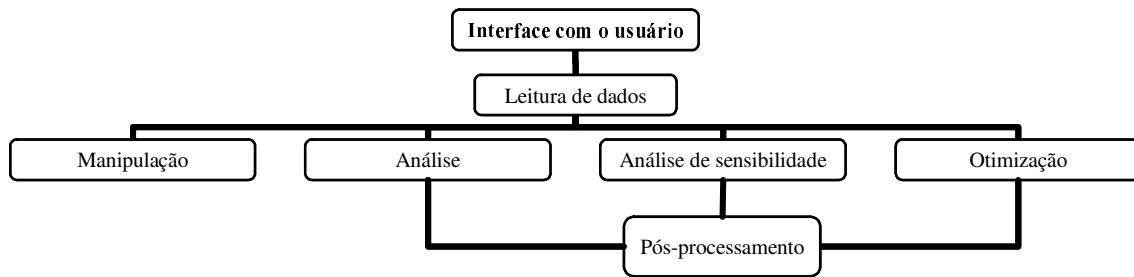 Interface com o usuário
Leitura de dados
Manipulação
Análise
Análise de sensibilidade
Otimização
Pós-processamento